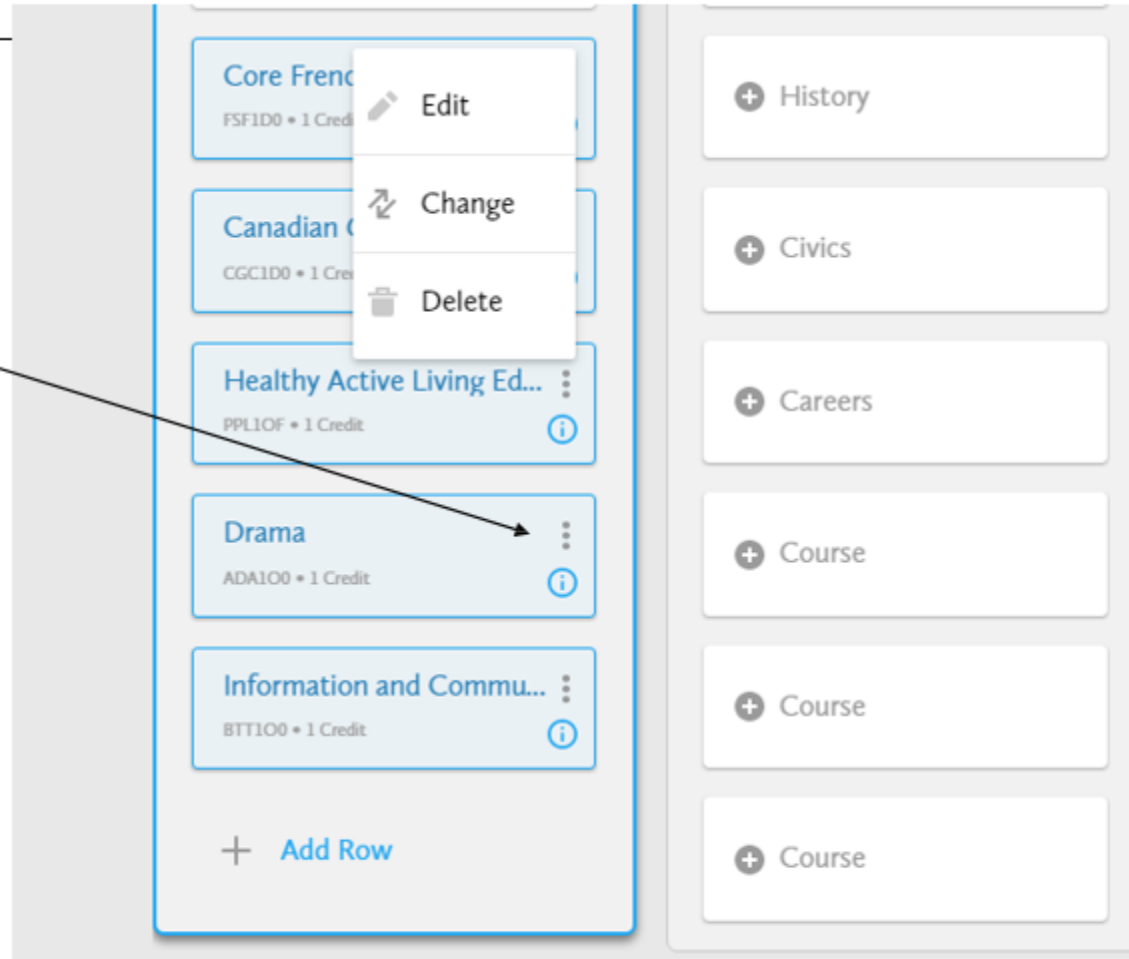 Core Frenc
FSF1D0 • 1 Credi
Edit
Change
Delete
Canadian
CGC1D0 • 1 Cre
Healthy Active Living Ed...
PPL1OF • 1 Credit
Drama
ADA1O0 • 1 Credit
Information and Commu...
BTT1O0 • 1 Credit
Add Row
History
Civics
Careers
Course
Course
Course